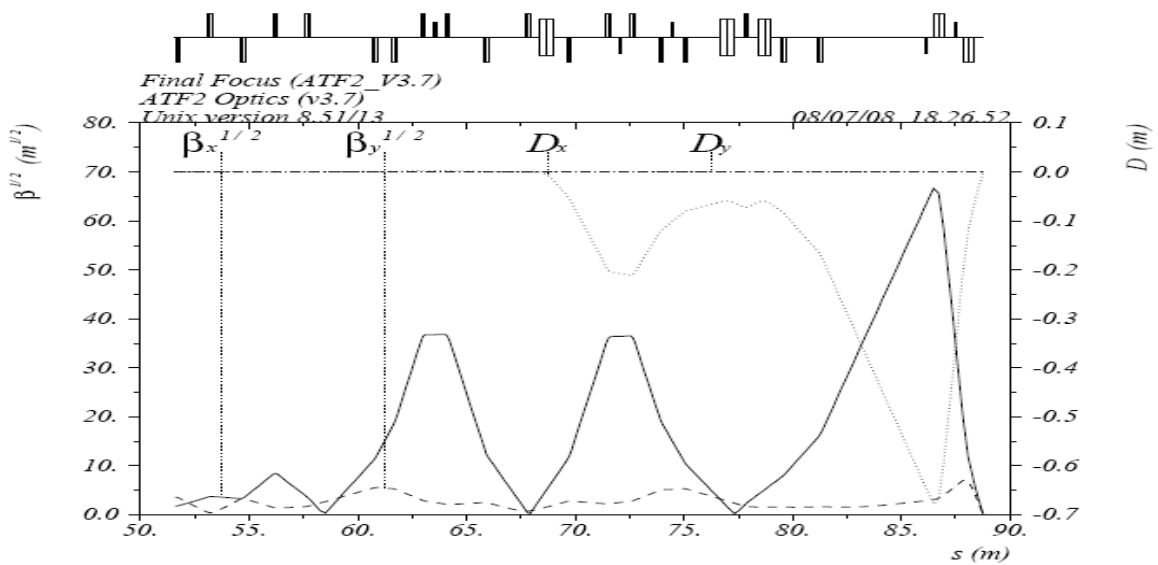 Final Focus (ATF2_V3.7)
ATF2 Optics (v3.7)
Unix version 8.51/13 08/07/08 18.26.52
β^1/2 (m^1/2)
D (m)
βx^1/2 βy^1/2 Dx Dy
80. 0.1
70. 0.0
60. -0.1
50. -0.2
40. -0.3
30. -0.4
20. -0.5
10. -0.6
0.0 -0.7
50. 55. 60. 65. 70. 75. 80. 85. 90.
s (m)